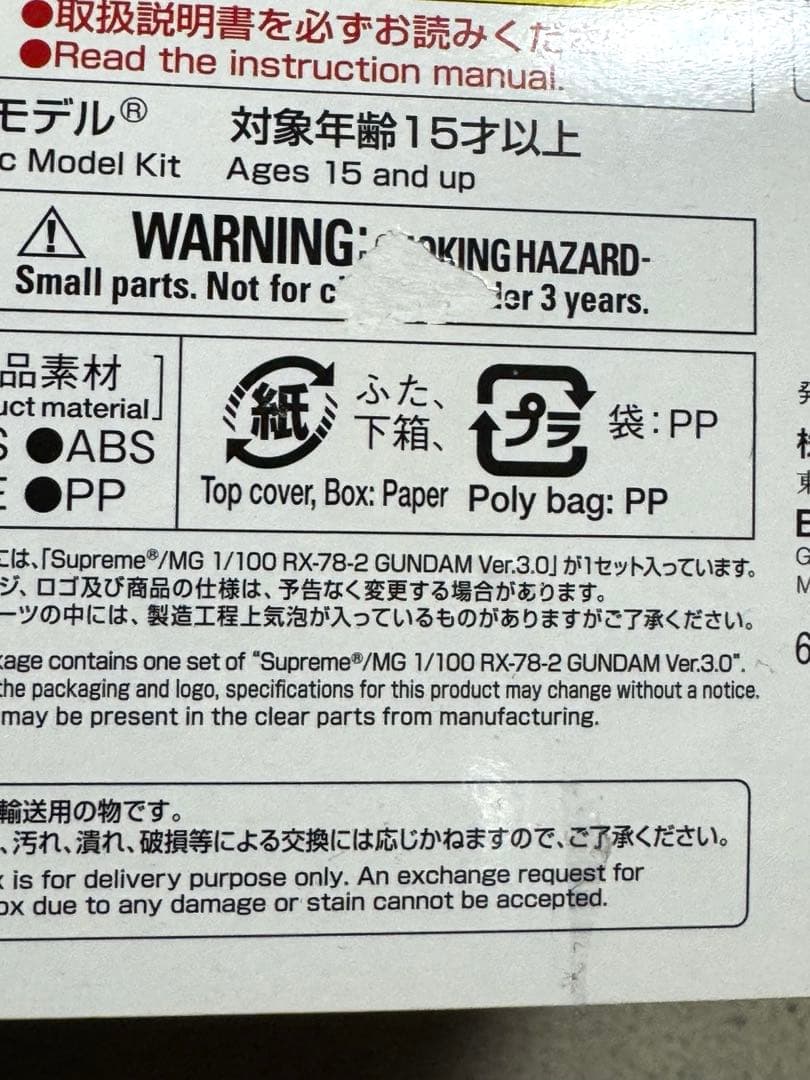 ●取扱説明書を必ずお読みくださ
●Read the instruction manual.
モデル®
対象年齢15才以上
c Model Kit
Ages 15 and up
WARNING: OKING HAZARD-
Small parts. Not for c der 3 years.
品素材]
uct material]
S ●ABS
E ●PP
紙
ふた、
下箱、
Top cover, Box: Paper
プラ
袋:PP
Poly bag: PP
には、「Supreme®/MG 1/100 RX-78-2 GUNDAM Ver.3.0」が1セット入っています。
ジ、ロゴ及び商品の仕様は、予告なく変更する場合があります。
ーツの中には、製造工程上気泡が入っているものがありますがご了承ください。
kage contains one set of "Supreme®/MG 1/100 RX-78-2 GUNDAM Ver.3.0".
the packaging and logo, specifications for this product may change without a notice.
may be present in the clear parts from manufacturing.
輸送用の物です。
、汚れ、潰れ、破損等による交換には応じかねますので、ご了承ください。
x is for delivery purpose only. An exchange request for
ox due to any damage or stain cannot be accepted.
発
株
東
B
G
M
6